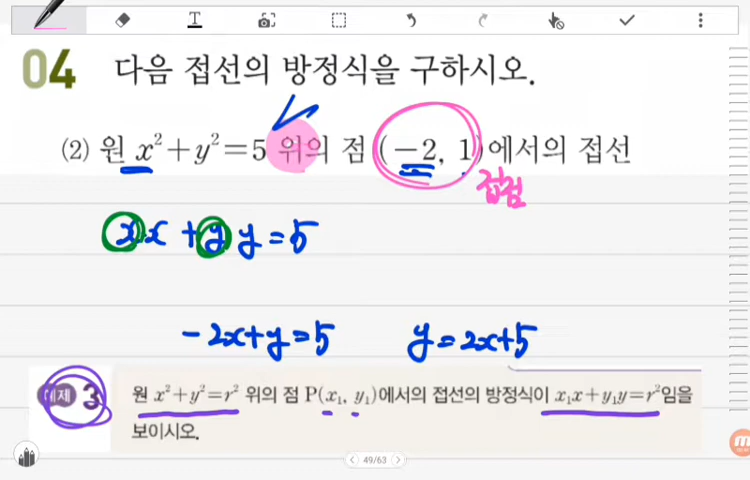 04 다음 접선의 방정식을 구하시오.
(2) 원 x²+y²=5 위의 점 (-2, 1)에서의 접선
접점
xx + yy = 5
-2x+y=5 y=2x+5
예제 3 원 x²+y²=r² 위의 점 P(x₁, y₁)에서의 접선의 방정식이 x₁x+y₁y=r²임을
보이시오.
49/63